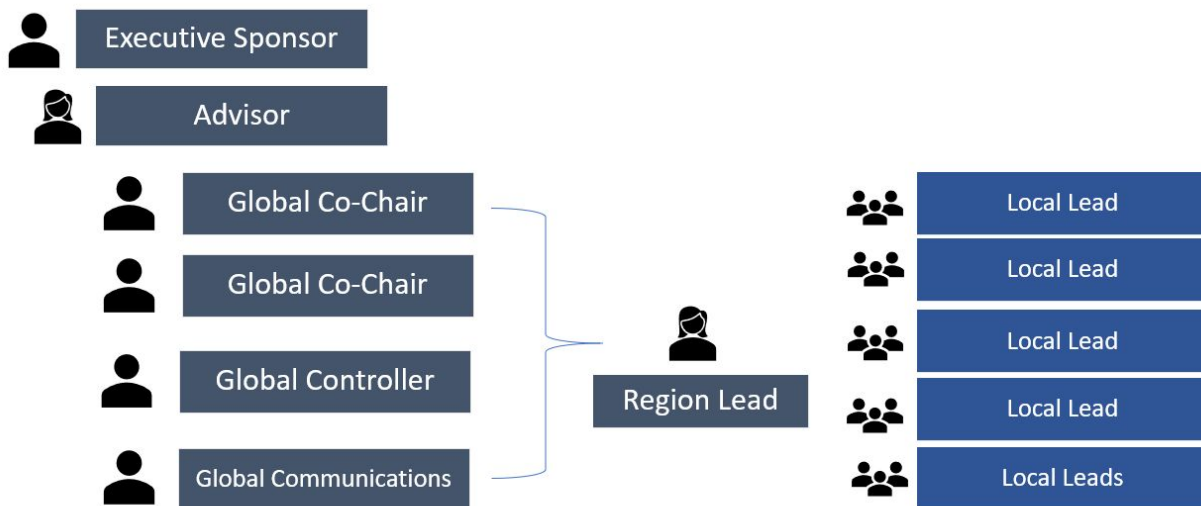 Executive Sponsor
Advisor
Global Co-Chair
Global Co-Chair
Global Controller
Global Communications
Region Lead
Local Lead
Local Lead
Local Lead
Local Lead
Local Leads